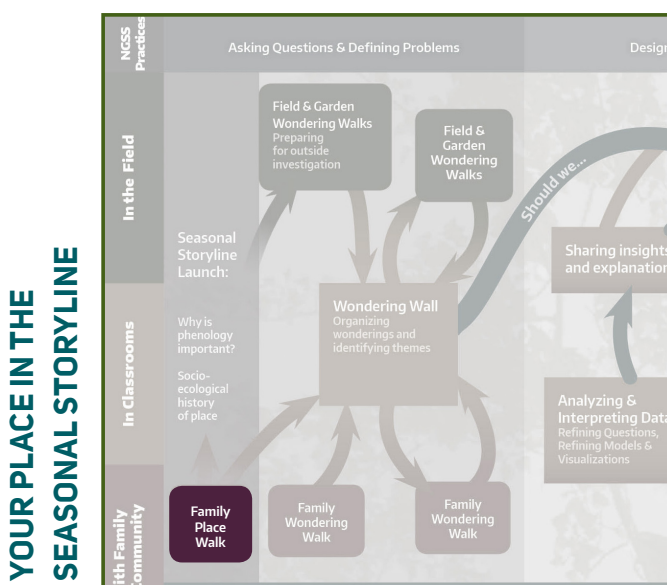 YOUR PLACE IN THE
SEASONAL STORYLINE
NGSS
Practices
Asking Questions & Defining Problems
Design
In the Field
Field & Garden
Wondering Walks
Preparing
for outside
investigation
Field &
Garden
Wondering
Walks
Should we...
Seasonal
Storyline
Launch:
Why is
phenology
important?
Socio-
ecological
history
of place
In Classrooms
Wondering Wall
Organizing
wonderings and
identifying themes
Sharing insights
and explanation
Analyzing &
Interpreting Data
Refining Questions,
Refining Models &
Visualizations
ith Family
Community
Family
Place
Walk
Family
Wondering
Walk
Family
Wondering
Walk